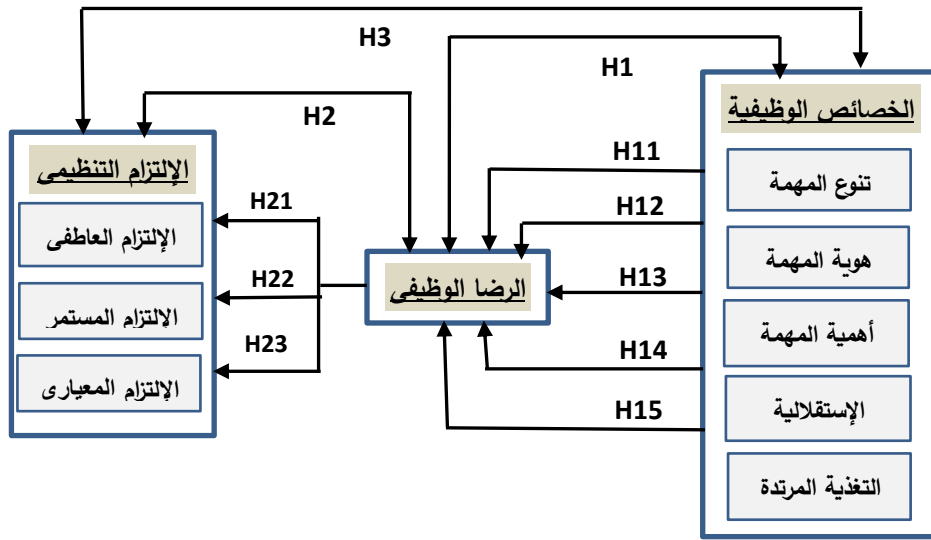 H3
H1
الخصائص الوظيفية
H2
الإلتزام التنظيمى
H11
تنوع المهمة
H21
H12
الإلتزام العاطفى
هوية المهمة
الرضا الوظيفى
H22
H13
الإلتزام المستمر
أهمية المهمة
H23
H14
الإلتزام المعيارى
H15
الإستقلالية
التغذية المرتدة